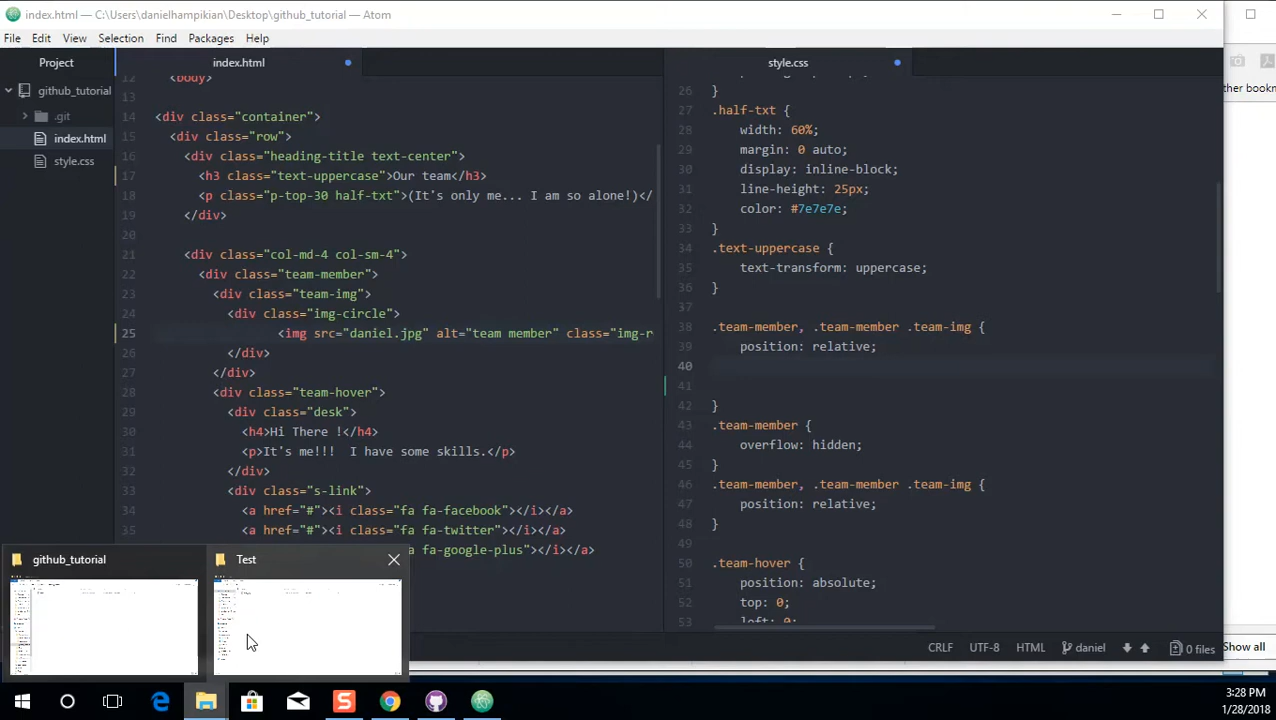 index.html — C:\Users\danielhampikian\Desktop\github_tutorial — Atom
File Edit View Selection Find Packages Help
Project
github_tutorial
.git
index.html
style.css
index.html
12 <body>
13
14 <div class="container">
15 <div class="row">
16 <div class="heading-title text-center">
17 <h3 class="text-uppercase">Our team</h3>
18 <p class="p-top-30 half-txt">(It's only me... I am so alone!)</
19 </div>
20
21 <div class="col-md-4 col-sm-4">
22 <div class="team-member">
23 <div class="team-img">
24 <div class="img-circle">
25 <img src="daniel.jpg" alt="team member" class="img-r
26 </div>
27 </div>
28 <div class="team-hover">
29 <div class="desk">
30 <h4>Hi There !</h4>
31 <p>It's me!!! I have some skills.</p>
32 </div>
33 <div class="s-link">
34 <a href="#"><i class="fa fa-facebook"></i></a>
35 <a href="#"><i class="fa fa-twitter"></i></a>
fa fa-google-plus"></i></a>
style.css
26 }
27 .half-txt {
28 width: 60%;
29 margin: 0 auto;
30 display: inline-block;
31 line-height: 25px;
32 color: #7e7e7e;
33 }
34 .text-uppercase {
35 text-transform: uppercase;
36 }
37
38 .team-member, .team-member .team-img {
39 position: relative;
40
41
42 }
43 .team-member {
44 overflow: hidden;
45 }
46 .team-member, .team-member .team-img {
47 position: relative;
48 }
49
50 .team-hover {
51 position: absolute;
52 top: 0;
53 left: 0;
ther bookm
github_tutorial
Test
CRLF UTF-8 HTML daniel 0 files
Show all
3:28 PM
1/28/2018